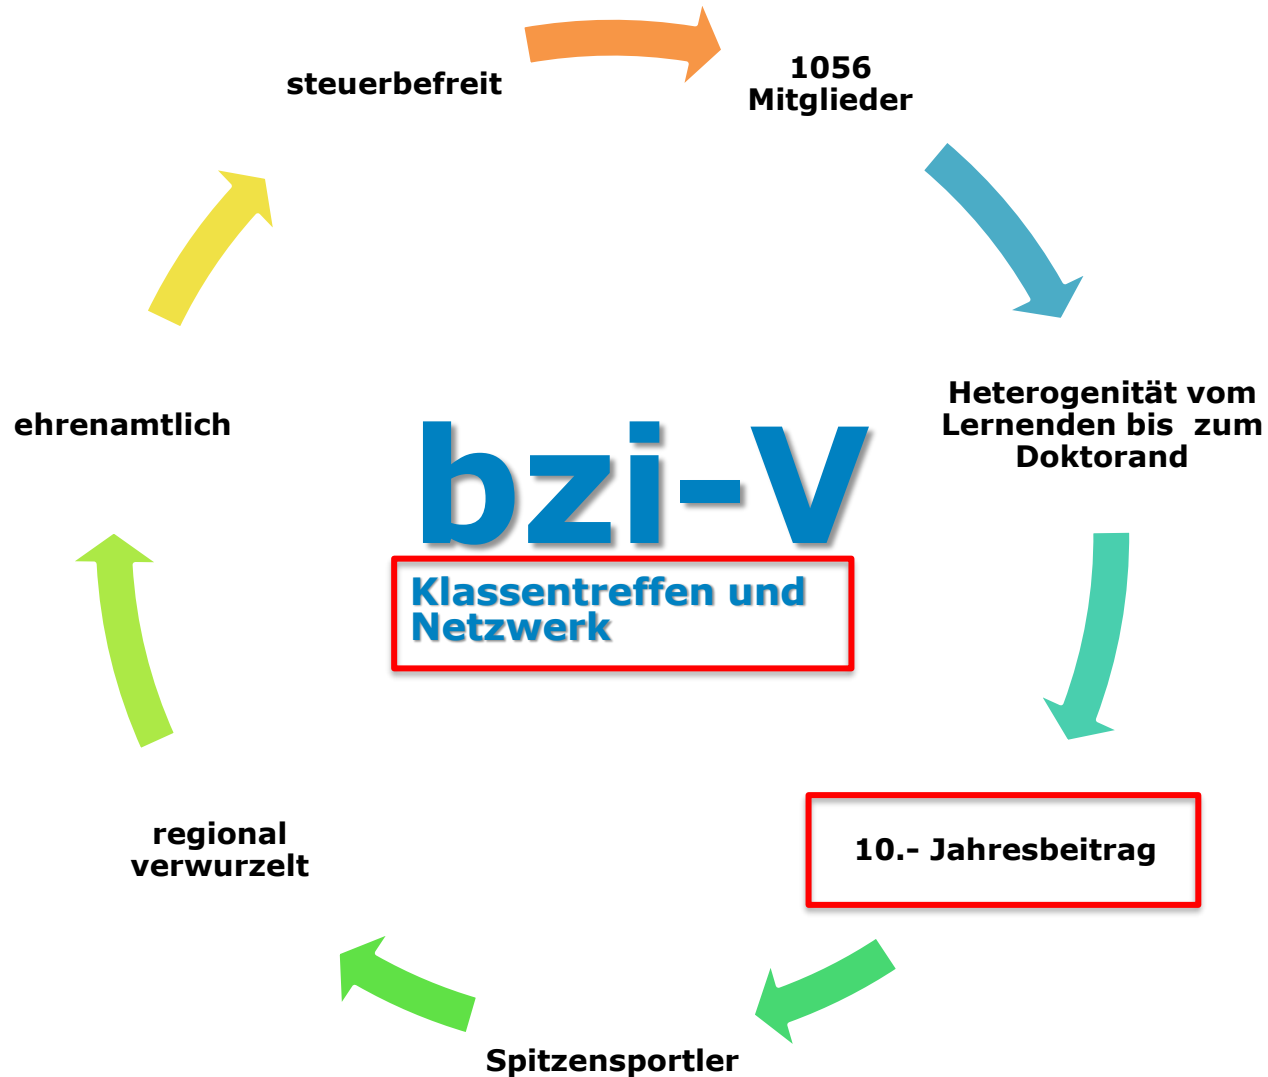 steuerbefreit
1056
Mitglieder
Heterogenität vom
Lernenden bis  zum
Doktorand
ehrenamtlich
bzi-V
Klassentreffen und
Netzwerk
10.- Jahresbeitrag
regional
verwurzelt
Spitzensportler